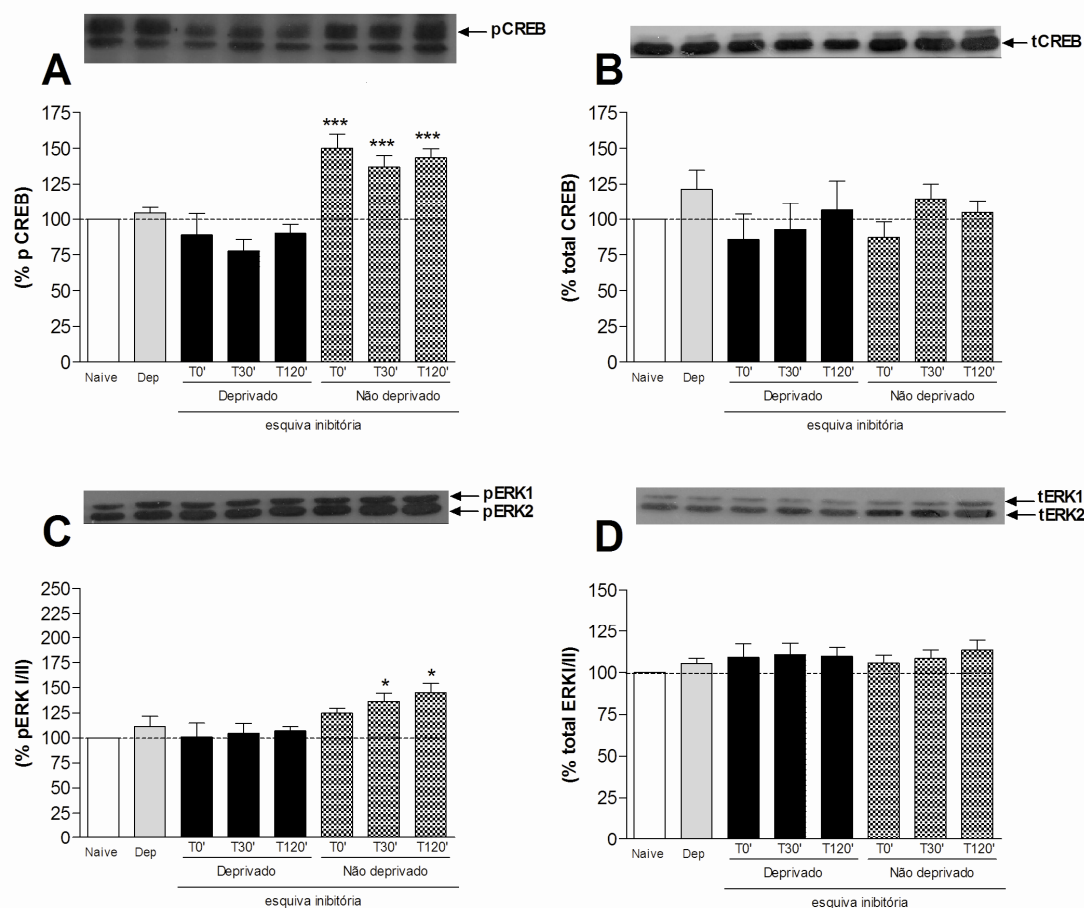 pCREB
A
(% p CREB)
175
150
125
100
75
50
25
0
***
***
***
Naive Dep T0' T30' T120' T0' T30' T120'
Deprivado Não deprivado
esquiva inibitória
tCREB
B
(% total CREB)
175
150
125
100
75
50
25
0
Naive Dep T0' T30' T120' T0' T30' T120'
Deprivado Não deprivado
esquiva inibitória
pERK1
pERK2
C
(% pERK I/II)
250
225
200
175
150
125
100
75
50
25
0
*
*
Naive Dep T0' T30' T120' T0' T30' T120'
Deprivado Não deprivado
esquiva inibitória
tERK1
tERK2
D
(% total ERKI/II)
150
125
100
75
50
25
0
Naive Dep T0' T30' T120' T0' T30' T120'
Deprivado Não deprivado
esquiva inibitória